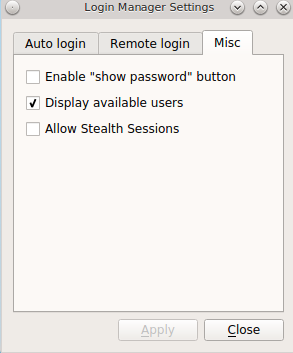 Login Manager Settings
Auto login Remote login Misc
Enable "show password" button
Display available users
Allow Stealth Sessions
Apply Close